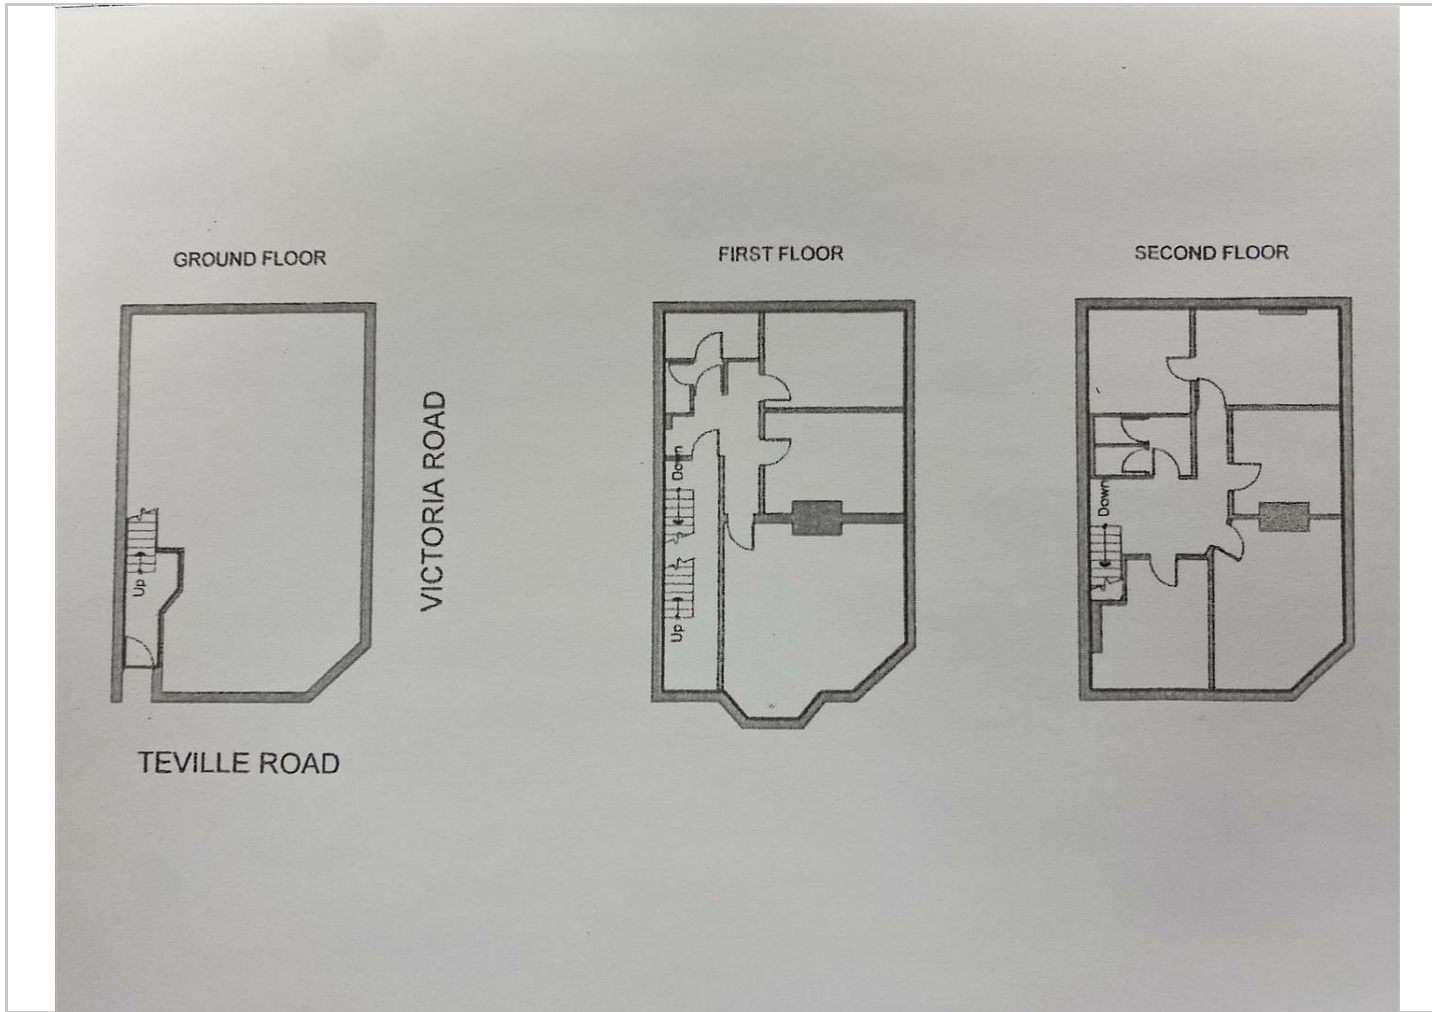 GROUND FLOOR
FIRST FLOOR
SECOND FLOOR
VICTORIA ROAD
Up
Down
Up
Down
TEVILLE ROAD